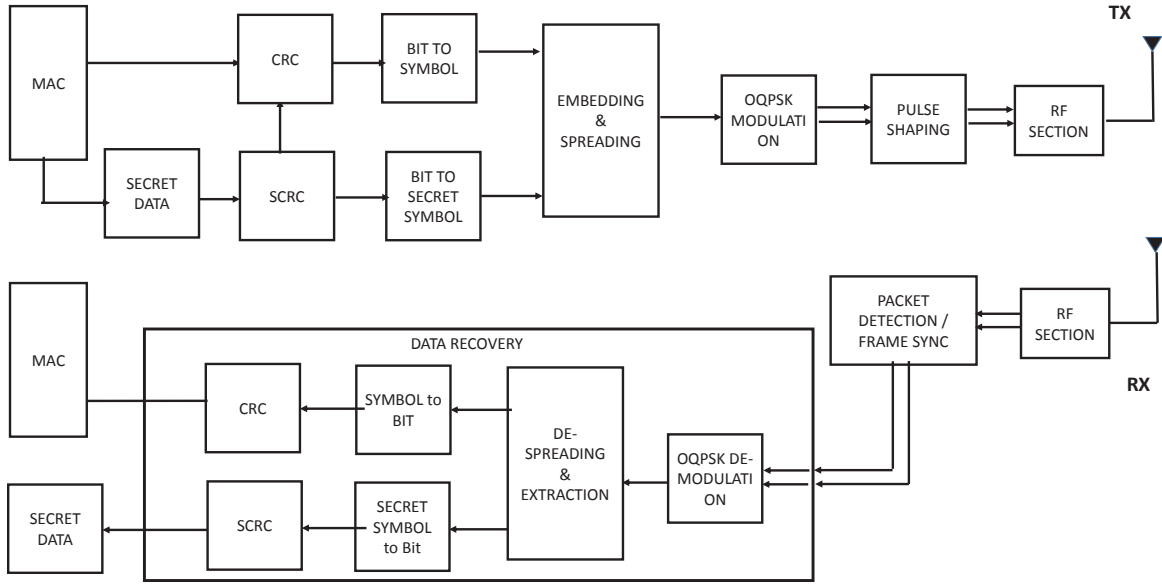 TX
MAC
CRC
BIT TO
SYMBOL
EMBEDDING
&
SPREADING
OQPSK
MODULATI
ON
PULSE
SHAPING
RF
SECTION
SECRET
DATA
SCRC
BIT TO
SECRET
SYMBOL
MAC
DATA RECOVERY
CRC
SYMBOL to
BIT
DE-
SPREADING
&
EXTRACTION
OQPSK DE-
MODULATI
ON
PACKET
DETECTION /
FRAME SYNC
RF
SECTION
RX
SECRET
DATA
SCRC
SECRET
SYMBOL
to Bit